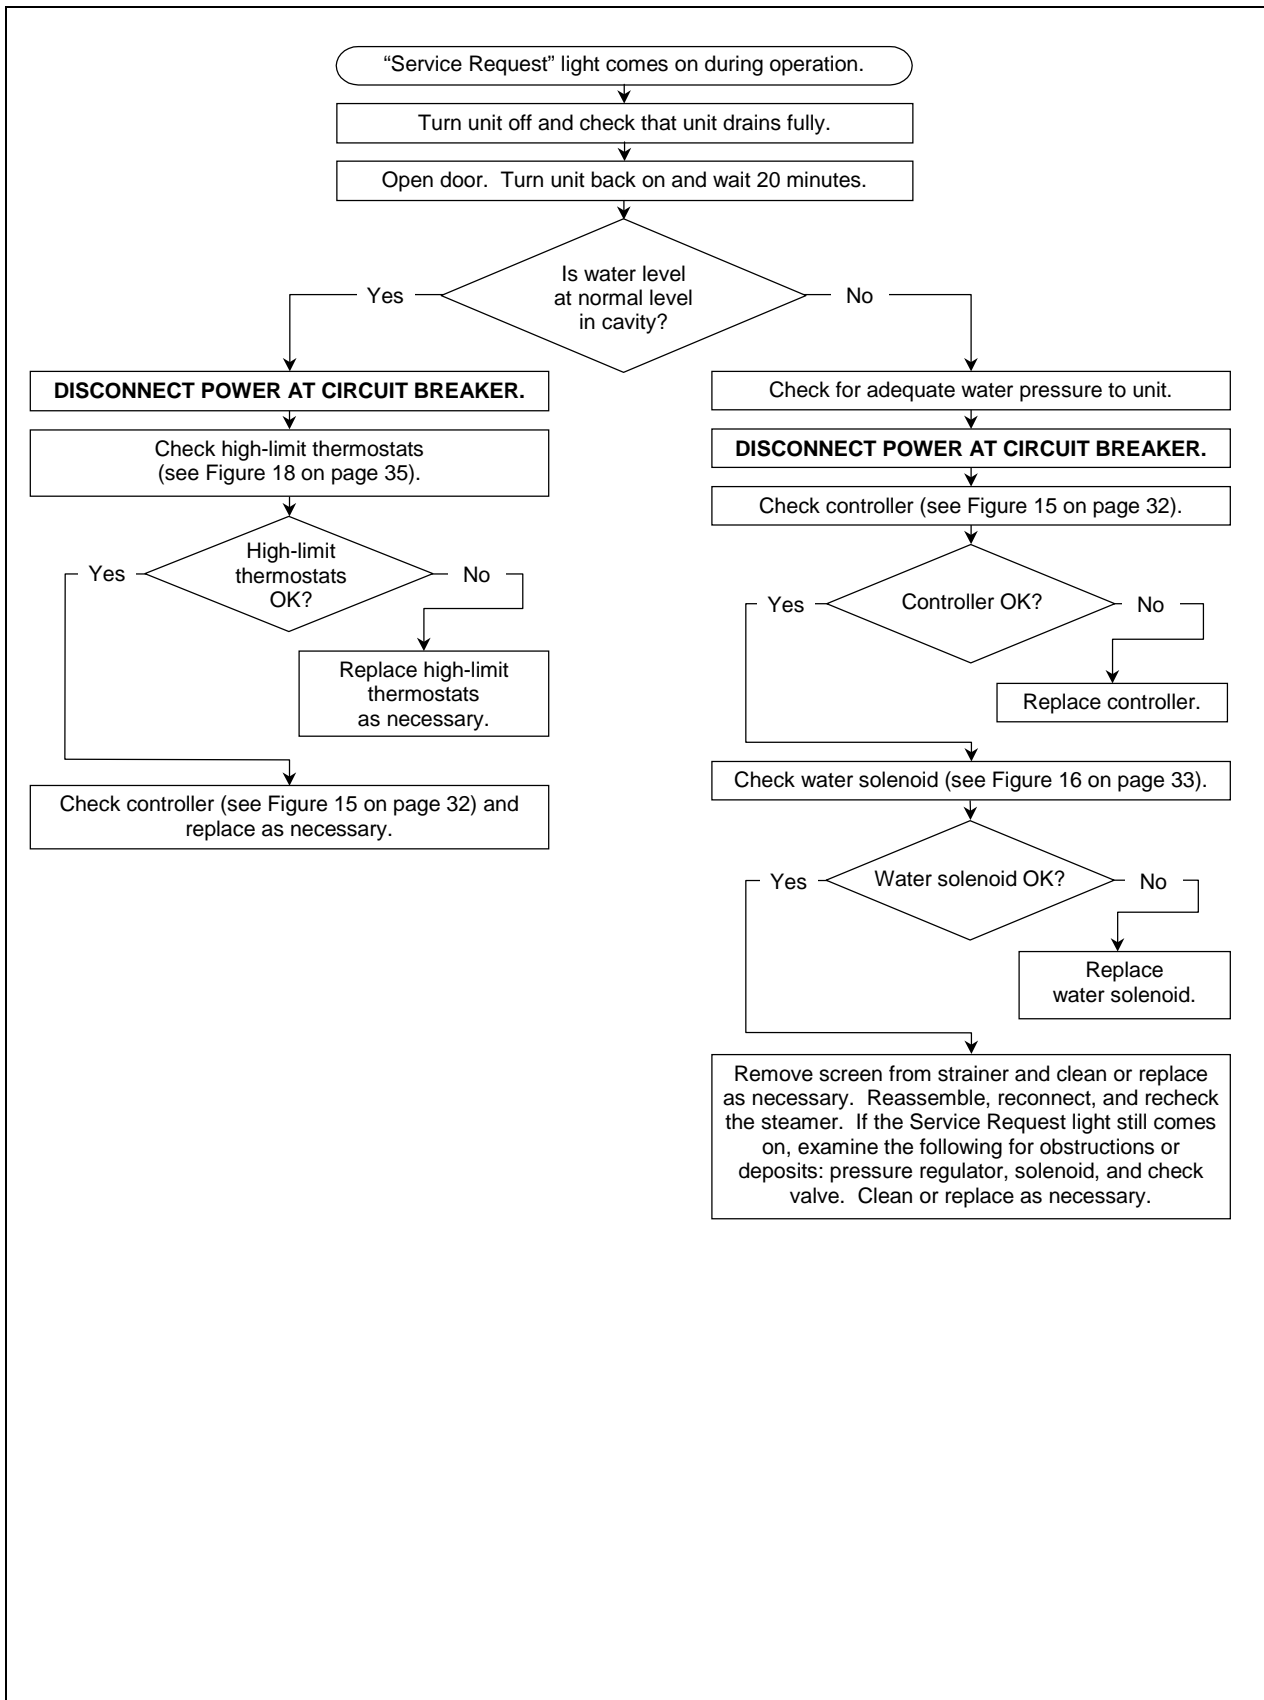 “Service Request” light comes on during operation.
Turn unit off and check that unit drains fully.
Open door.  Turn unit back on and wait 20 minutes.
Is water level
at normal level
in cavity?
Yes
No
DISCONNECT POWER AT CIRCUIT BREAKER.
Check high-limit thermostats
(see Figure 18 on page 35).
High-limit
thermostats
OK?
Yes
No
Replace high-limit
thermostats
as necessary.
Check controller (see Figure 15 on page 32) and
replace as necessary.
Check for adequate water pressure to unit.
DISCONNECT POWER AT CIRCUIT BREAKER.
Check controller (see Figure 15 on page 32).
Controller OK?
Yes
No
Replace controller.
Check water solenoid (see Figure 16 on page 33).
Water solenoid OK?
Yes
No
Replace
water solenoid.
Remove screen from strainer and clean or replace
as necessary.  Reassemble, reconnect, and recheck
the steamer.  If the Service Request light still comes
on, examine the following for obstructions or
deposits: pressure regulator, solenoid, and check
valve.  Clean or replace as necessary.